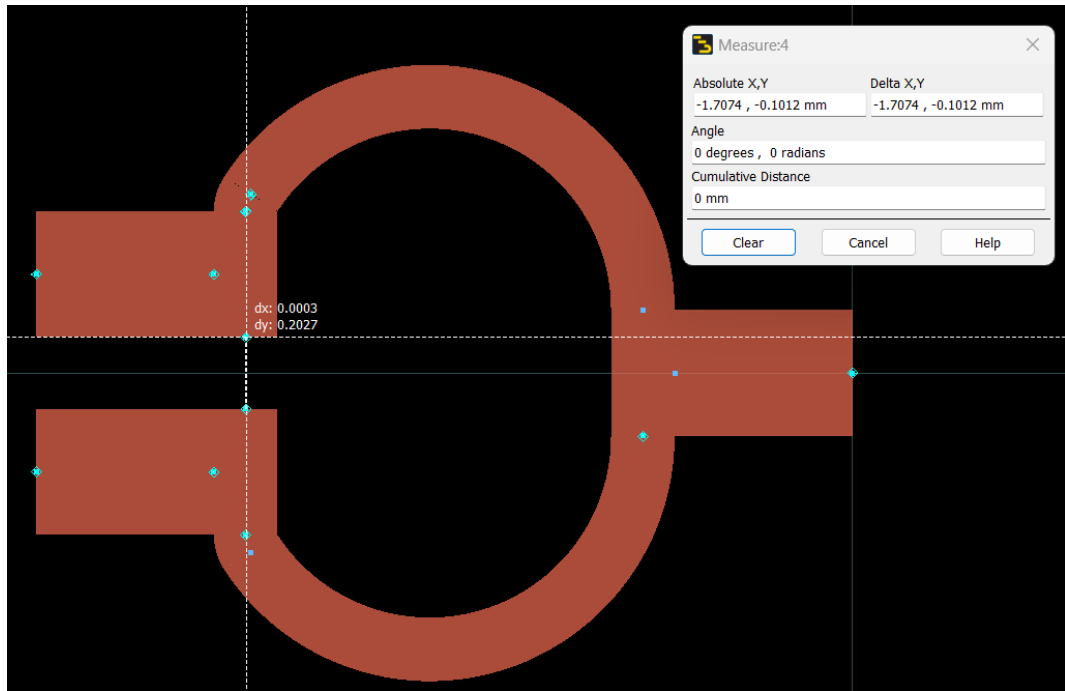 Measure:4
Absolute X,Y
Delta X,Y
-1.7074 , -0.1012 mm
-1.7074 , -0.1012 mm
Angle
0 degrees ,  0 radians
Cumulative Distance
0 mm
Clear
Cancel
Help
dx: 0.0003
dy: 0.2027